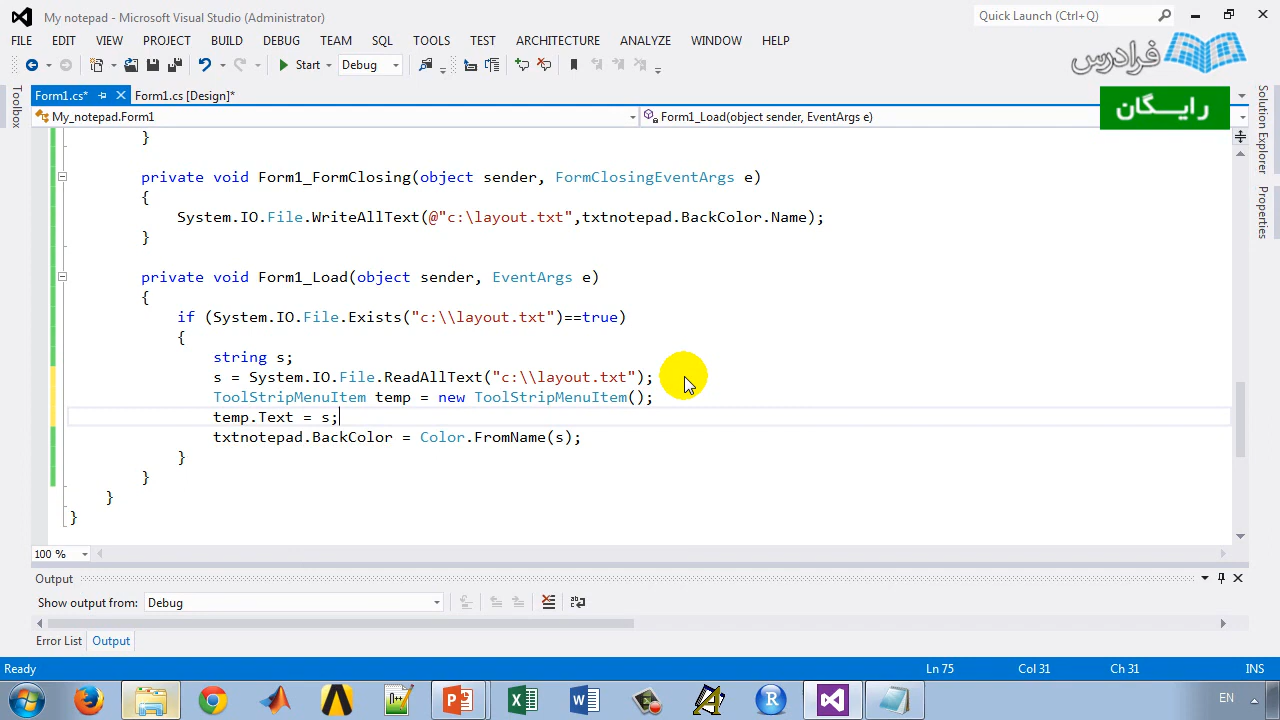 My notepad - Microsoft Visual Studio (Administrator)
Quick Launch (Ctrl+Q)
FILE EDIT VIEW PROJECT BUILD DEBUG TEAM SQL TOOLS TEST ARCHITECTURE ANALYZE WINDOW HELP
فرادرس
Start Debug
Form1.cs* Form1.cs [Design]*
رایگان
My_notepad.Form1 Form1_Load(object sender, EventArgs e)
Toolbox
Solution Explorer
Properties
}
private void Form1_FormClosing(object sender, FormClosingEventArgs e)
{
System.IO.File.WriteAllText(@"c:\layout.txt",txtnotepad.BackColor.Name);
}
private void Form1_Load(object sender, EventArgs e)
{
if (System.IO.File.Exists("c:\\layout.txt")==true)
{
string s;
s = System.IO.File.ReadAllText("c:\\layout.txt");
ToolStripMenuItem temp = new ToolStripMenuItem();
temp.Text = s;
txtnotepad.BackColor = Color.FromName(s);
}
}
}
}
100 %
Output
Show output from: Debug
Error List Output
Ready Ln 75 Col 31 Ch 31 INS
EN